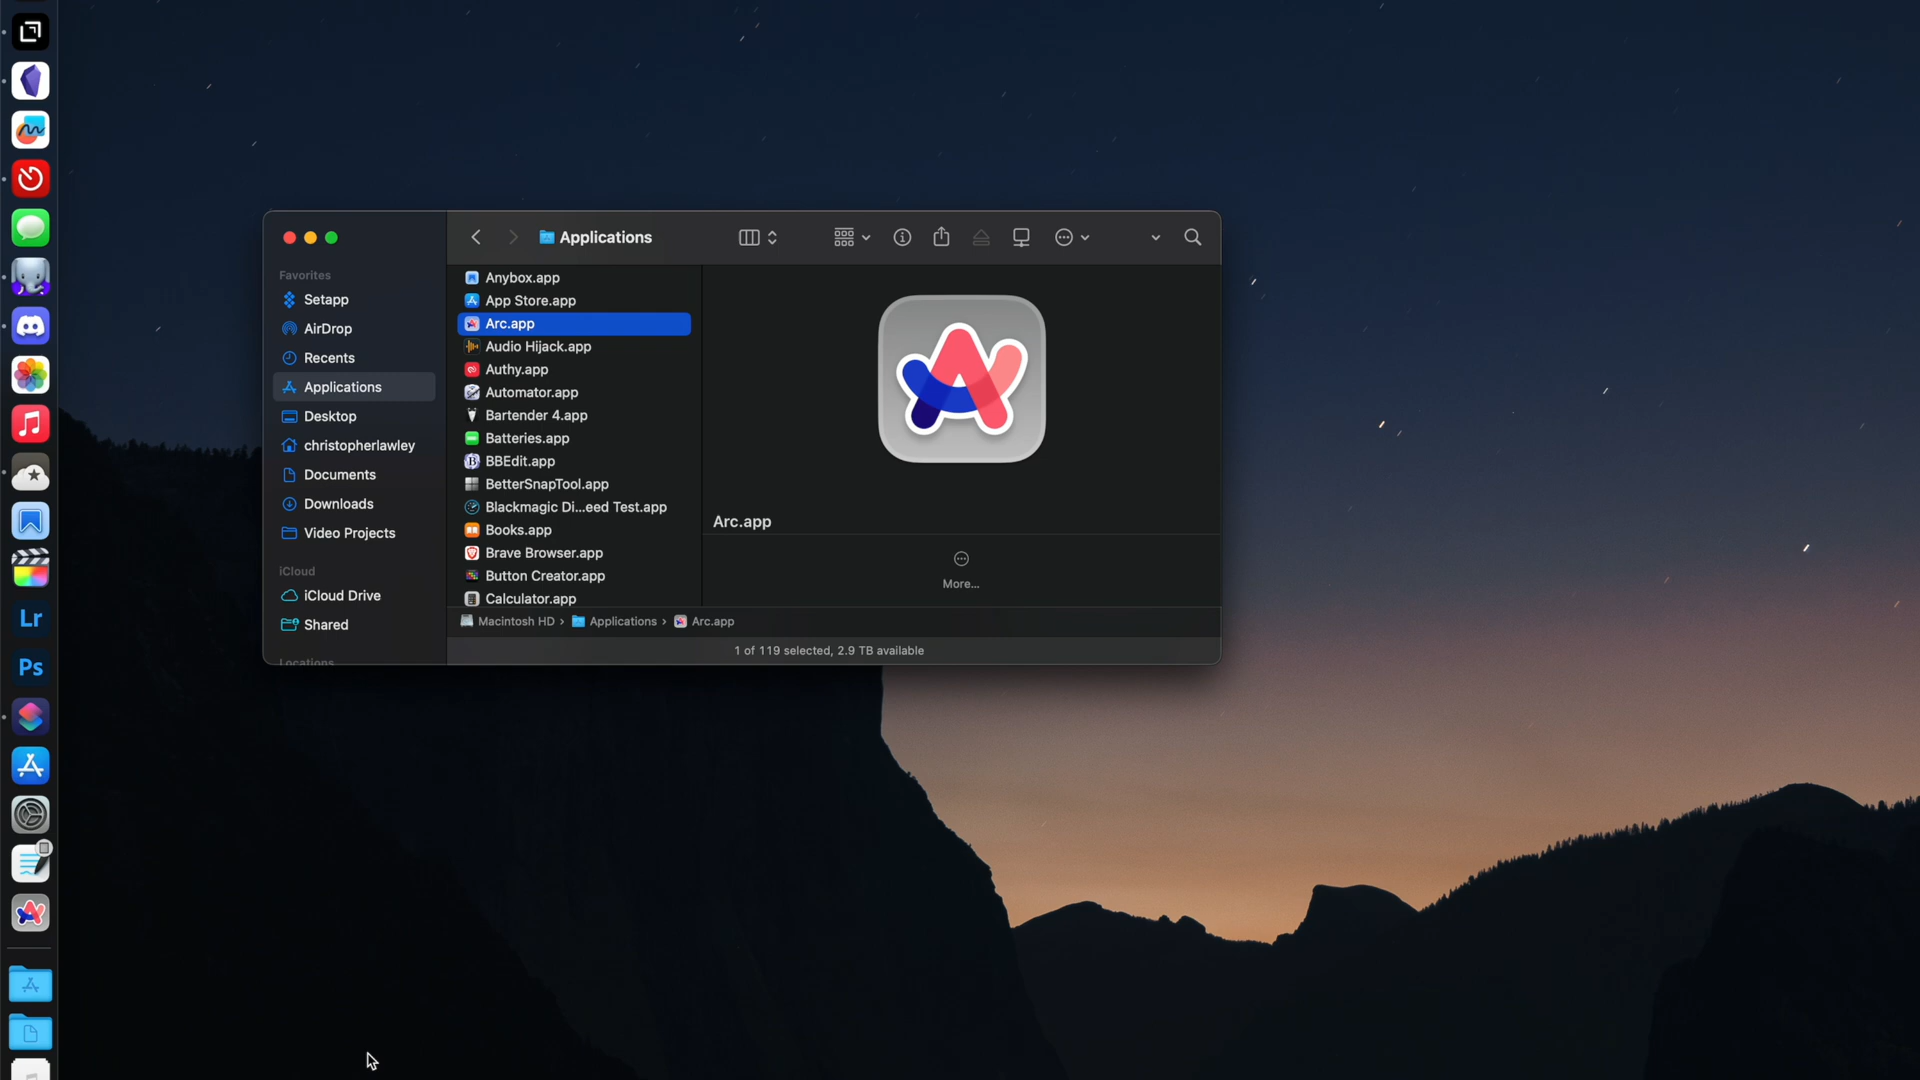 Applications
Favorites
Setapp
AirDrop
Recents
Applications
Desktop
christopherlawley
Documents
Downloads
Video Projects
iCloud
iCloud Drive
Shared
Locations
Anybox.app
App Store.app
Arc.app
Audio Hijack.app
Authy.app
Automator.app
Bartender 4.app
Batteries.app
BBEdit.app
BetterSnapTool.app
Blackmagic Di...eed Test.app
Books.app
Brave Browser.app
Button Creator.app
Calculator.app
Arc.app
More...
Macintosh HD › Applications › Arc.app
1 of 119 selected, 2.9 TB available
Lr
Ps